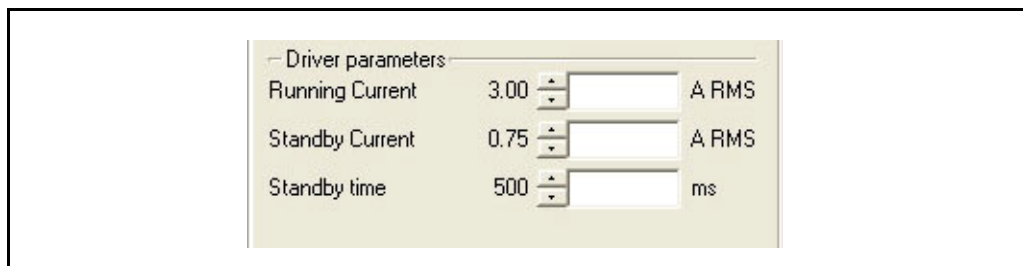 Driver parameters
Running Current 3.00 A RMS
Standby Current 0.75 A RMS
Standby time 500 ms